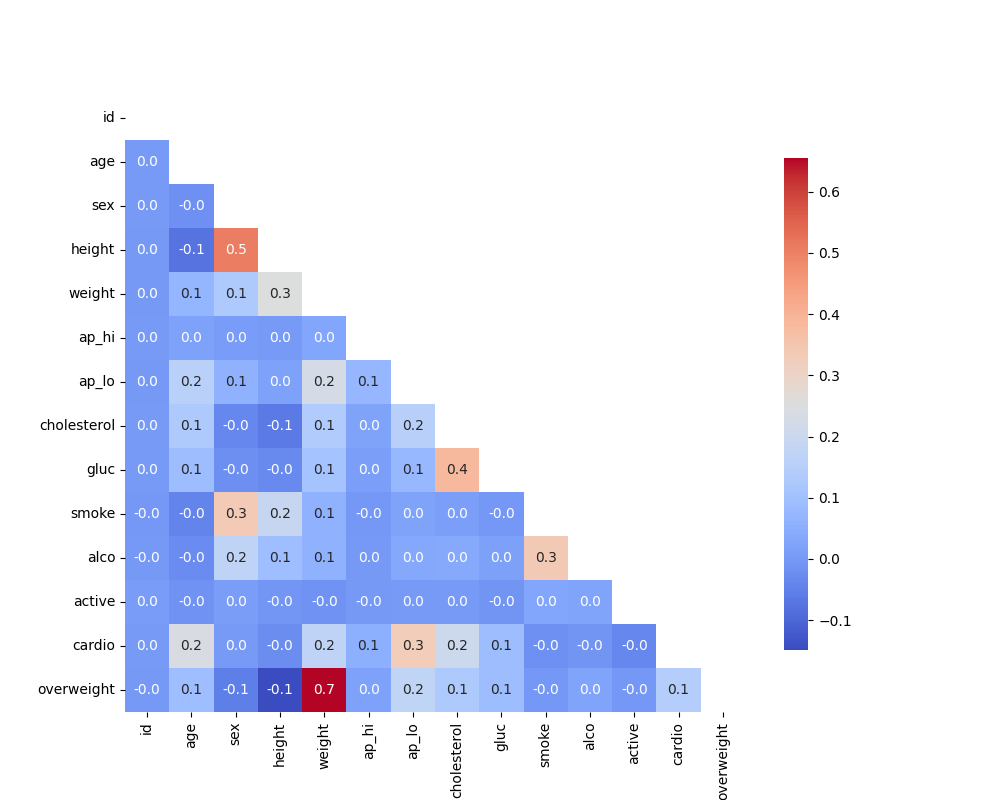 id
age 0.0
sex 0.0 -0.0
height 0.0 -0.1 0.5
weight 0.0 0.1 0.1 0.3
ap_hi 0.0 0.0 0.0 0.0 0.0
ap_lo 0.0 0.2 0.1 0.0 0.2 0.1
cholesterol 0.0 0.1 -0.0 -0.1 0.1 0.0 0.2
gluc 0.0 0.1 -0.0 -0.0 0.1 0.0 0.1 0.4
smoke -0.0 -0.0 0.3 0.2 0.1 -0.0 0.0 0.0 -0.0
alco -0.0 -0.0 0.2 0.1 0.1 0.0 0.0 0.0 0.0 0.3
active 0.0 -0.0 0.0 -0.0 -0.0 -0.0 0.0 0.0 -0.0 0.0 0.0
cardio 0.0 0.2 0.0 -0.0 0.2 0.1 0.3 0.2 0.1 -0.0 -0.0 -0.0
overweight -0.0 0.1 -0.1 -0.1 0.7 0.0 0.2 0.1 0.1 -0.0 0.0 -0.0 0.1
id age sex height weight ap_hi ap_lo cholesterol gluc smoke alco active cardio overweight
0.6
0.5
0.4
0.3
0.2
0.1
0.0
−0.1